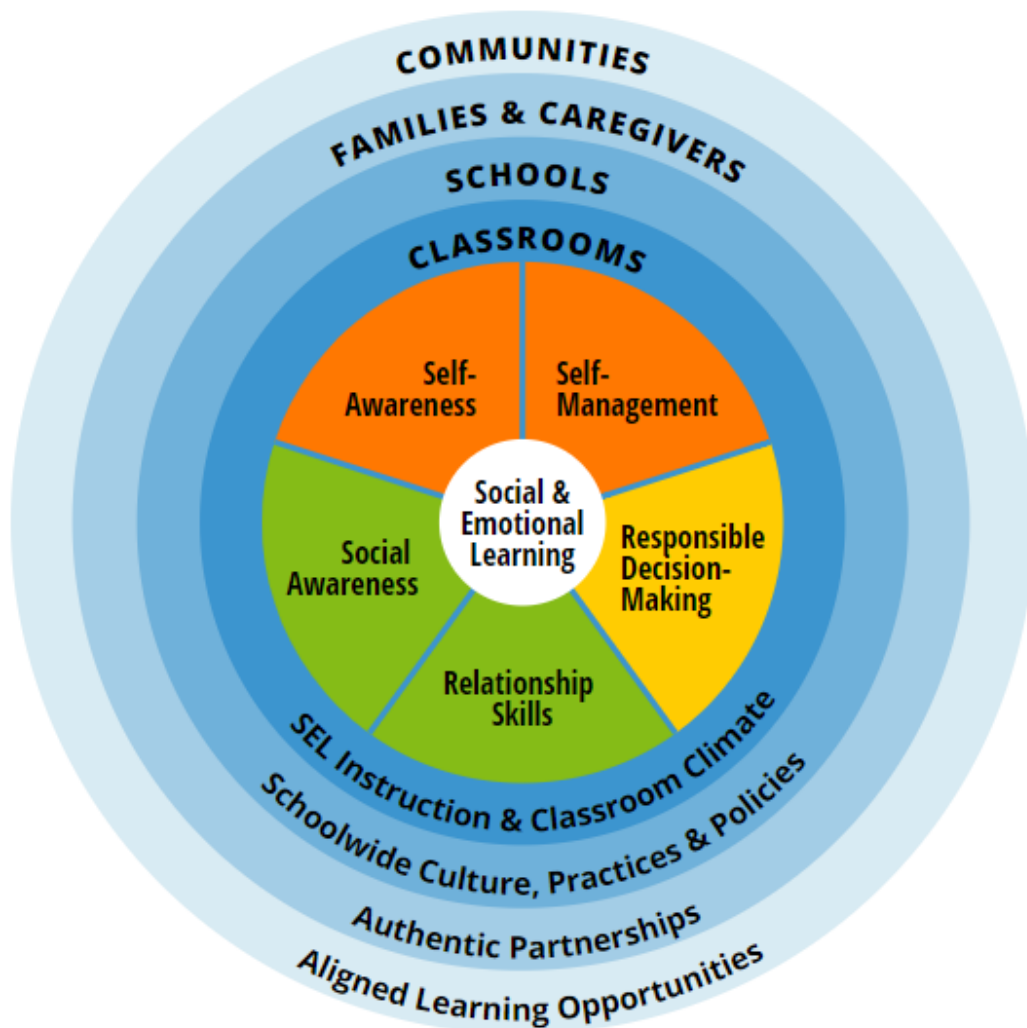 COMMUNITIES
FAMILIES & CAREGIVERS
SCHOOLS
CLASSROOMS
Self-
Awareness
Self-
Management
Social &
Emotional
Learning
Social
Awareness
Responsible
Decision-
Making
Relationship
Skills
SEL Instruction & Classroom Climate
Schoolwide Culture, Practices & Policies
Authentic Partnerships
Aligned Learning Opportunities